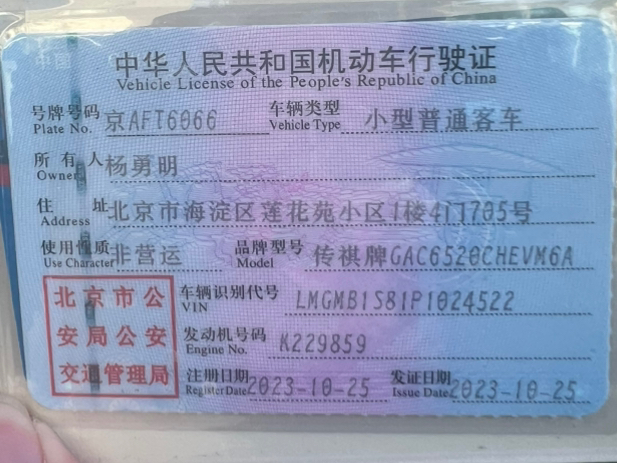 中华人民共和国机动车行驶证
Vehicle License of the People's Republic of China
号牌号码 京AFT6066 车辆类型 小型普通客车
Plate No. Vehicle Type
所有人 杨勇明
Owner
住址 北京市海淀区莲花苑小区1楼4门705号
Address
使用性质 非营运 品牌型号 传祺牌GAC6520CHEVM6A
Use Character Model
北京市公安局公安交通管理局
车辆识别代号 LMGMB1S81P1024522
VIN
发动机号码 K229859
Engine No.
注册日期 2023-10-25 发证日期 2023-10-25
Register Date Issue Date